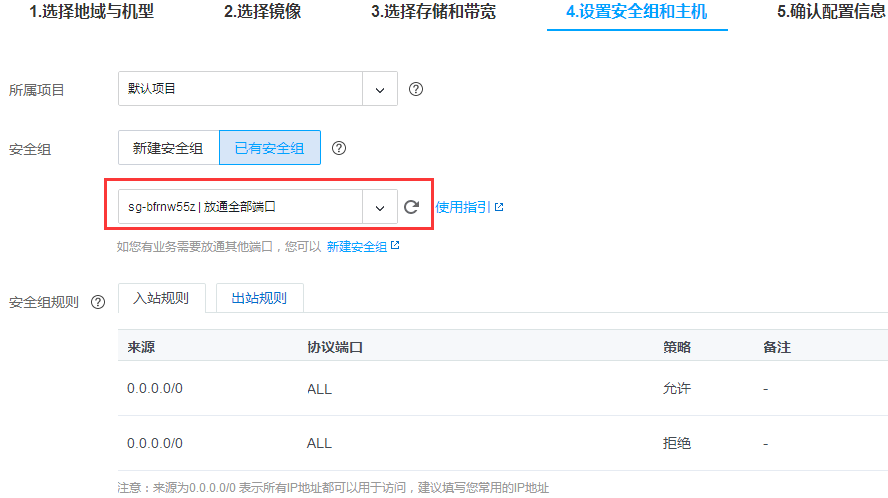 1.选择地域与机型 2.选择镜像 3.选择存储和带宽 4.设置安全组和主机 5.确认配置信息
所属项目 默认项目
安全组 新建安全组 已有安全组
sg-bfrnw55z | 放通全部端口 使用指引
如您有业务需要放通其他端口，您可以 新建安全组
安全组规则 入站规则 出站规则
来源 协议端口 策略 备注
0.0.0.0/0 ALL 允许 -
0.0.0.0/0 ALL 拒绝 -
注意：来源为0.0.0.0/0 表示所有IP地址都可以用于访问，建议填写您常用的IP地址